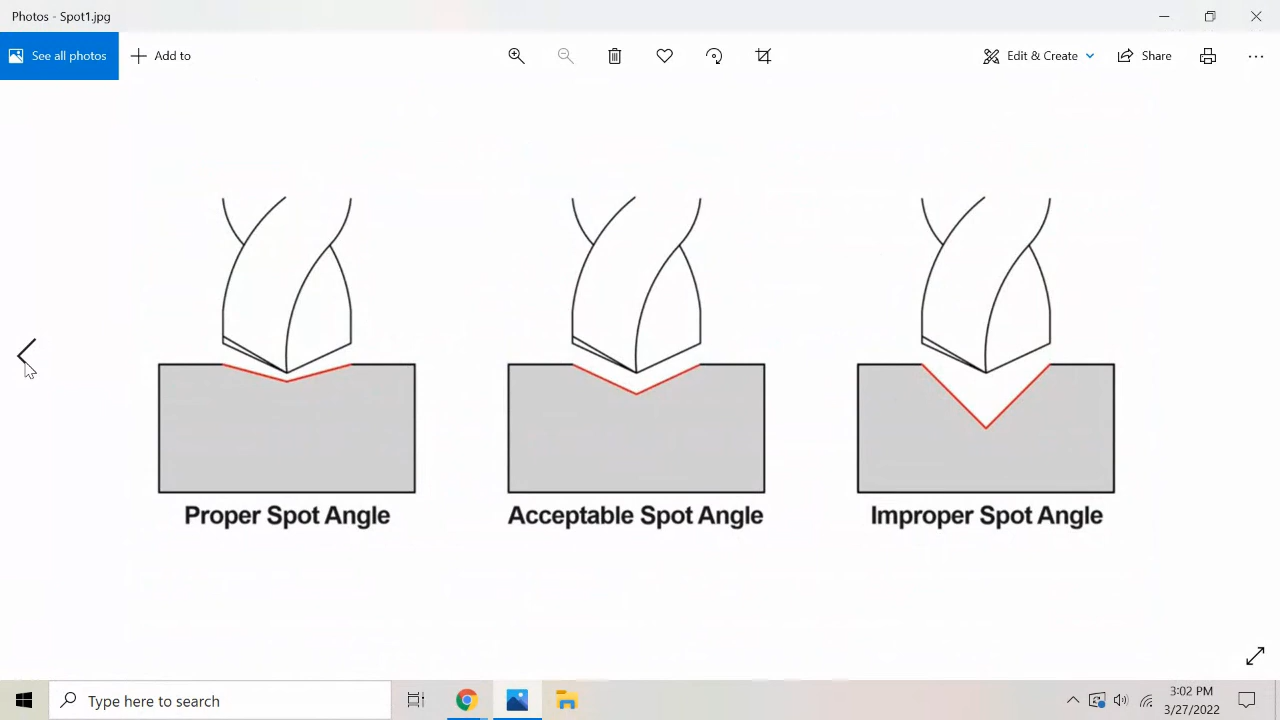 Photos - Spot1.jpg
See all photos
Add to
Edit & Create
Share
Proper Spot Angle
Acceptable Spot Angle
Improper Spot Angle
Type here to search
3:02 PM
3/27/2022